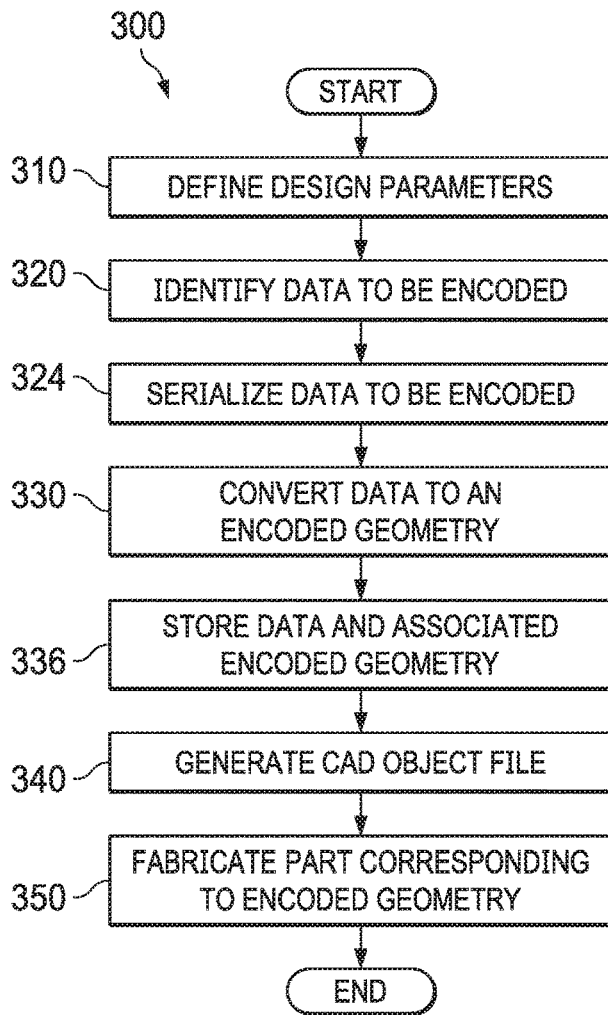 300
START
310
DEFINE DESIGN PARAMETERS
320
IDENTIFY DATA TO BE ENCODED
324
SERIALIZE DATA TO BE ENCODED
330
CONVERT DATA TO AN
ENCODED GEOMETRY
336
STORE DATA AND ASSOCIATED
ENCODED GEOMETRY
340
GENERATE CAD OBJECT FILE
350
FABRICATE PART CORRESPONDING
TO ENCODED GEOMETRY
END